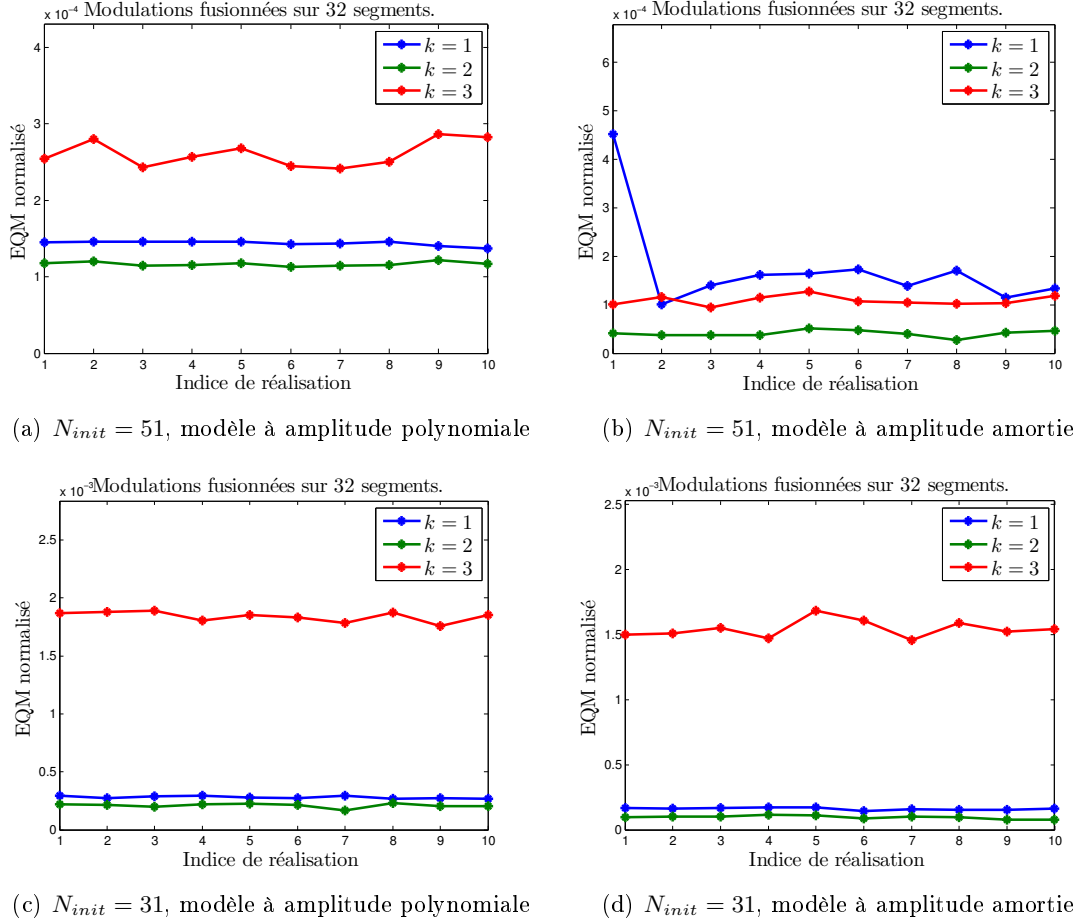 x 10⁻⁴ Modulations fusionnées sur 32 segments.
k = 1
k = 2
k = 3
4
3
2
1
0
EQM normalisé
1 2 3 4 5 6 7 8 9 10
Indice de réalisation
(a) N_init = 51, modèle à amplitude polynomiale
x 10⁻⁴ Modulations fusionnées sur 32 segments.
k = 1
k = 2
k = 3
6
5
4
3
2
1
0
EQM normalisé
1 2 3 4 5 6 7 8 9 10
Indice de réalisation
(b) N_init = 51, modèle à amplitude amortie
x 10⁻³ Modulations fusionnées sur 32 segments.
k = 1
k = 2
k = 3
2.5
2
1.5
1
0.5
0
EQM normalisé
1 2 3 4 5 6 7 8 9 10
Indice de réalisation
(c) N_init = 31, modèle à amplitude polynomiale
x 10⁻³ Modulations fusionnées sur 32 segments.
k = 1
k = 2
k = 3
2.5
2
1.5
1
0.5
0
EQM normalisé
1 2 3 4 5 6 7 8 9 10
Indice de réalisation
(d) N_init = 31, modèle à amplitude amortie